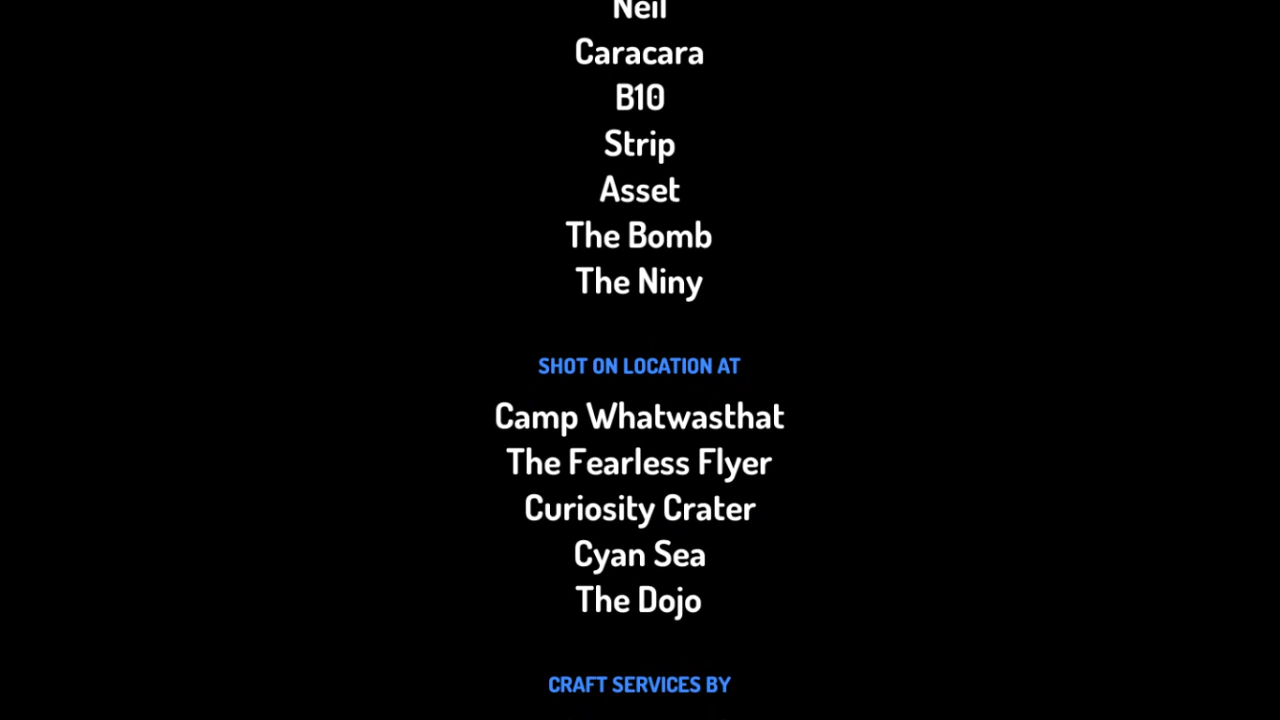 Neil
Caracara
B10
Strip
Asset
The Bomb
The Niny
SHOT ON LOCATION AT
Camp Whatwasthat
The Fearless Flyer
Curiosity Crater
Cyan Sea
The Dojo
CRAFT SERVICES BY